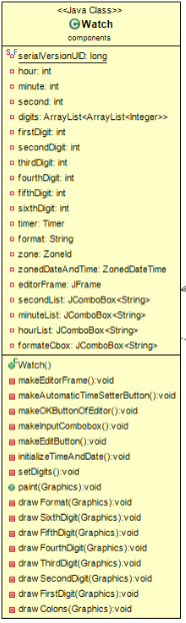 <<Java Class>>
Watch
components
serialVersionUID: long
hour: int
minute: int
second: int
digits: ArrayList<ArrayList<Integer>>
firstDigit: int
secondDigit: int
thirdDigit: int
fourthDigit: int
fifthDigit: int
sixthDigit: int
timer: Timer
format: String
zone: ZoneId
zonedDateAndTime: ZonedDateTime
editorFrame: JFrame
secondList: JComboBox<String>
minuteList: JComboBox<String>
hourList: JComboBox<String>
formateCbox: JComboBox<String>
Watch()
makeEditorFrame():void
makeAutomaticTimeSetterButton():void
makeOKButtonOfEditor():void
makeInputCombobox():void
makeEditButton():void
initializeTimeAndDate():void
setDigits():void
paint(Graphics):void
draw Format(Graphics):void
draw SixthDigit(Graphics):void
draw FifthDigit(Graphics):void
draw FourthDigit(Graphics):void
draw ThirdDigit(Graphics):void
draw SecondDigit(Graphics):void
draw FirstDigit(Graphics):void
draw Colons(Graphics):void